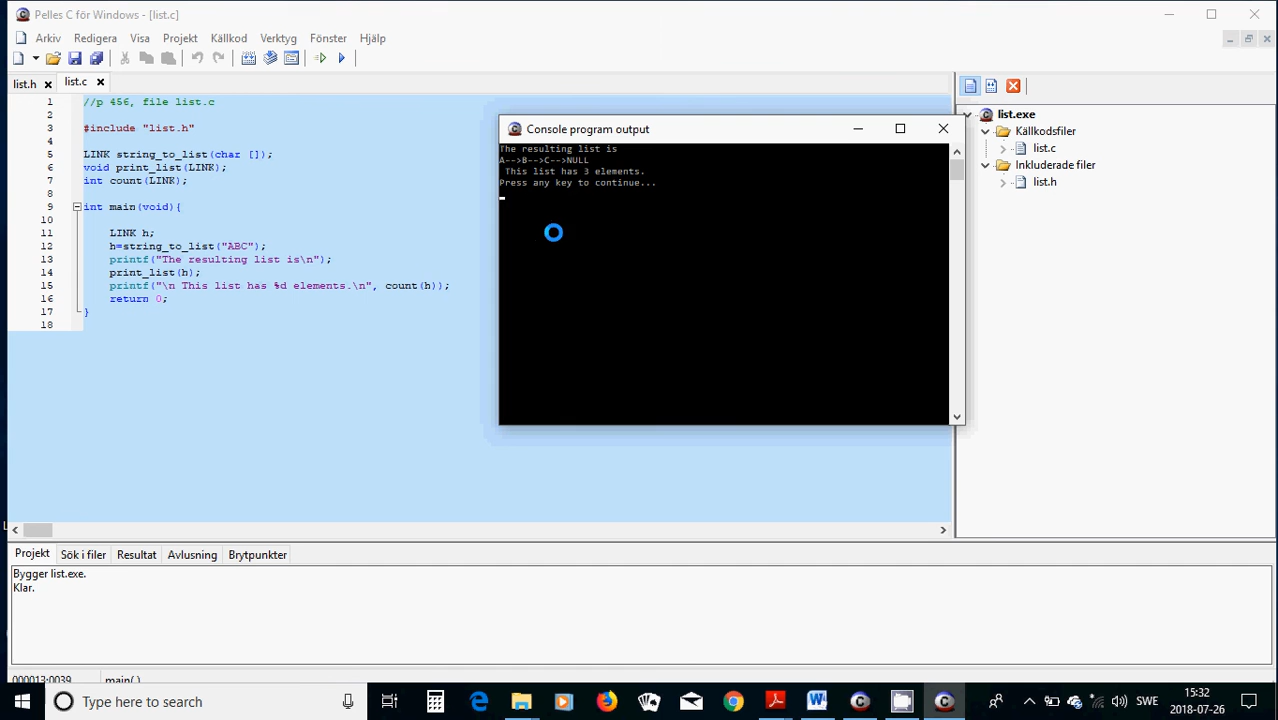 Pelles C för Windows - [list.c]
Arkiv Redigera Visa Projekt Källkod Verktyg Fönster Hjälp
list.h list.c
1 //p 456, file list.c
2
3 #include "list.h"
4
5 LINK string_to_list(char []);
6 void print_list(LINK);
7 int count(LINK);
8
9 int main(void){
10
11 LINK h;
12 h=string_to_list("ABC");
13 printf("The resulting list is\n");
14 print_list(h);
15 printf("\n This list has %d elements.\n", count(h));
16 return 0;
17 }
18
Console program output
The resulting list is
A-->B-->C-->NULL
This list has 3 elements.
Press any key to continue...
list.exe
Källkodsfiler
list.c
Inkluderade filer
list.h
Projekt Sök i filer Resultat Avlusning Brytpunkter
Bygger list.exe.
Klar.
000013:0039 main( )
Type here to search
SWE
15:32
2018-07-26